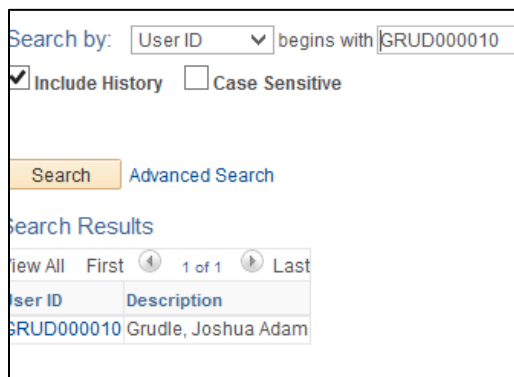 Search by: User ID begins with GRUD000010
Include History Case Sensitive
Search Advanced Search
Search Results
View All First 1 of 1 Last
User ID Description
GRUD000010 Grudle, Joshua Adam